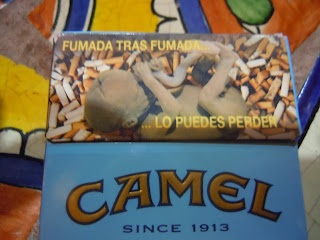 FUMADA TRAS FUMADA...
... LO PUEDES PERDER
CAMEL
SINCE 1913